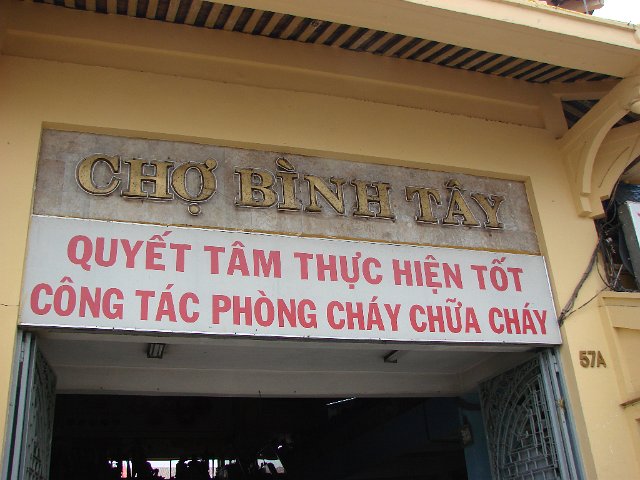 CHỢ BÌNH TÂY
QUYẾT TÂM THỰC HIỆN TỐT
CÔNG TÁC PHÒNG CHÁY CHỮA CHÁY
57A